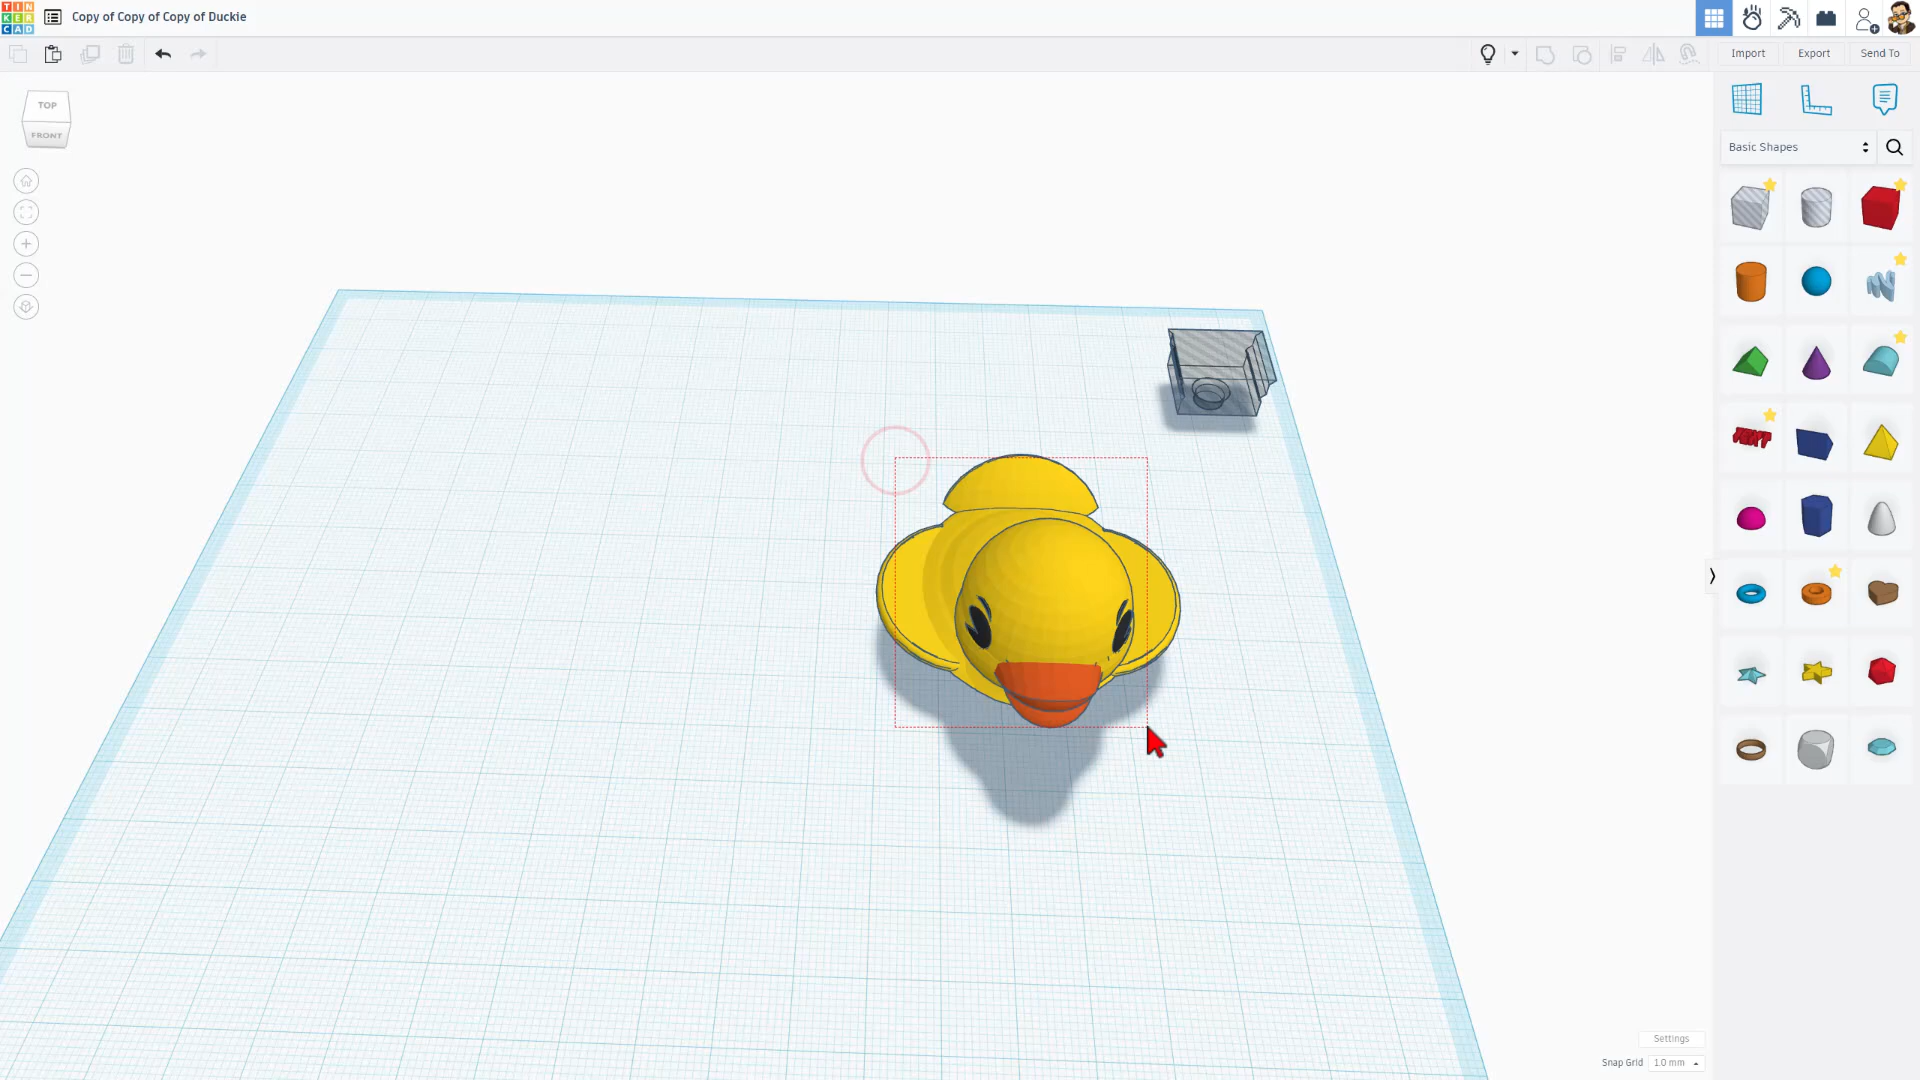 TIN
KER
CAD
Copy of Copy of Copy of Duckie
Import
Export
Send To
TOP
FRONT
Basic Shapes
TEXT
Settings
Snap Grid 1.0 mm